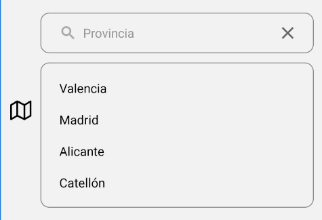 Provincia
Valencia
Madrid
Alicante
Catellón